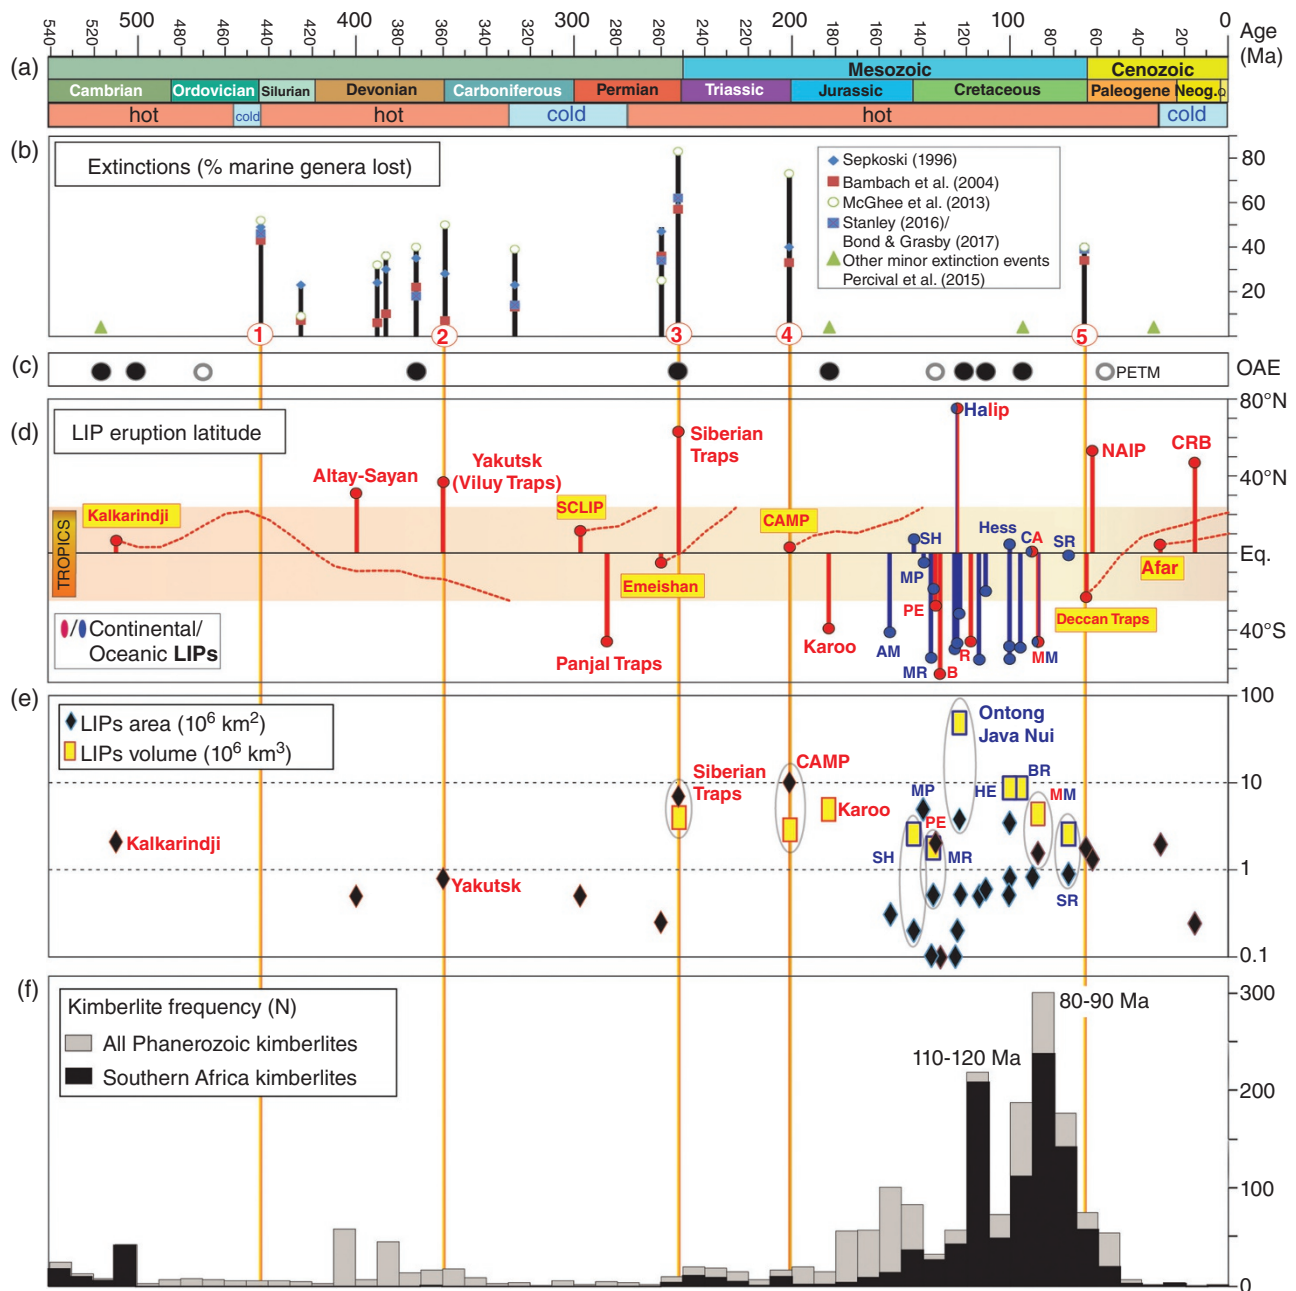 540
520
500
480
460
440
420
400
380
360
340
320
300
280
260
240
220
200
180
160
140
120
100
80
60
40
20
0
Age
(Ma)
(a)
Mesozoic
Cenozoic
Cambrian
Ordovician
Silurian
Devonian
Carboniferous
Permian
Triassic
Jurassic
Cretaceous
Paleogene
Neog.
Q
hot
cold
hot
cold
hot
cold
(b)
Extinctions (% marine genera lost)
Sepkoski (1996)
Bambach et al. (2004)
McGhee et al. (2013)
Stanley (2016)/
Bond & Grasby (2017)
Other minor extinction events
Percival et al. (2015)
80
60
40
20
1
2
3
4
5
(c)
PETM
OAE
(d)
LIP eruption latitude
80°N
40°N
Eq.
40°S
TROPICS
Kalkarindji
Altay-Sayan
Yakutsk
(Viluy Traps)
SCLIP
Siberian
Traps
Emeishan
Panjal Traps
CAMP
Karoo
Halip
SH
MP
PE
AM
MR
B
R
Hess
CA
SR
MM
NAIP
CRB
Afar
Deccan Traps
/
Continental/
Oceanic LIPs
(e)
LIPs area (10⁶ km²)
LIPs volume (10⁶ km³)
100
10
1
0.1
Kalkarindji
Yakutsk
Siberian
Traps
CAMP
Karoo
Ontong
Java Nui
MP
PE
SH
MR
HE
BR
MM
SR
(f)
Kimberlite frequency (N)
All Phanerozoic kimberlites
Southern Africa kimberlites
110-120 Ma
80-90 Ma
300
200
100
0